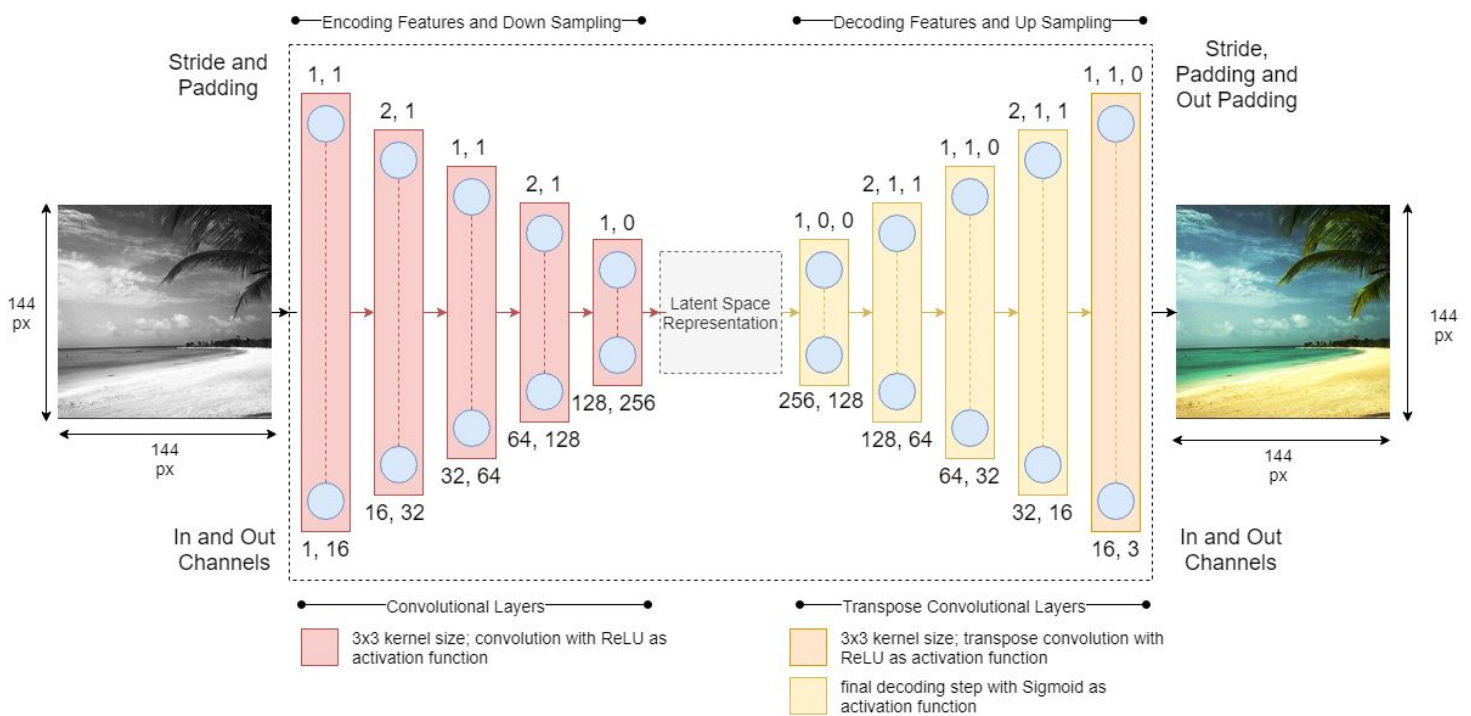 Encoding Features and Down Sampling
Decoding Features and Up Sampling
Stride and
Padding
1, 1
2, 1
1, 1
2, 1
1, 0
1, 0, 0
2, 1, 1
1, 1, 0
2, 1, 1
1, 1, 0
Stride,
Padding and
Out Padding
144
px
144
px
Latent Space
Representation
144
px
144
px
In and Out
Channels
1, 16
16, 32
32, 64
64, 128
128, 256
256, 128
128, 64
64, 32
32, 16
16, 3
In and Out
Channels
Convolutional Layers
3x3 kernel size; convolution with ReLU as
activation function
Transpose Convolutional Layers
3x3 kernel size; transpose convolution with
ReLU as activation function
final decoding step with Sigmoid as
activation function